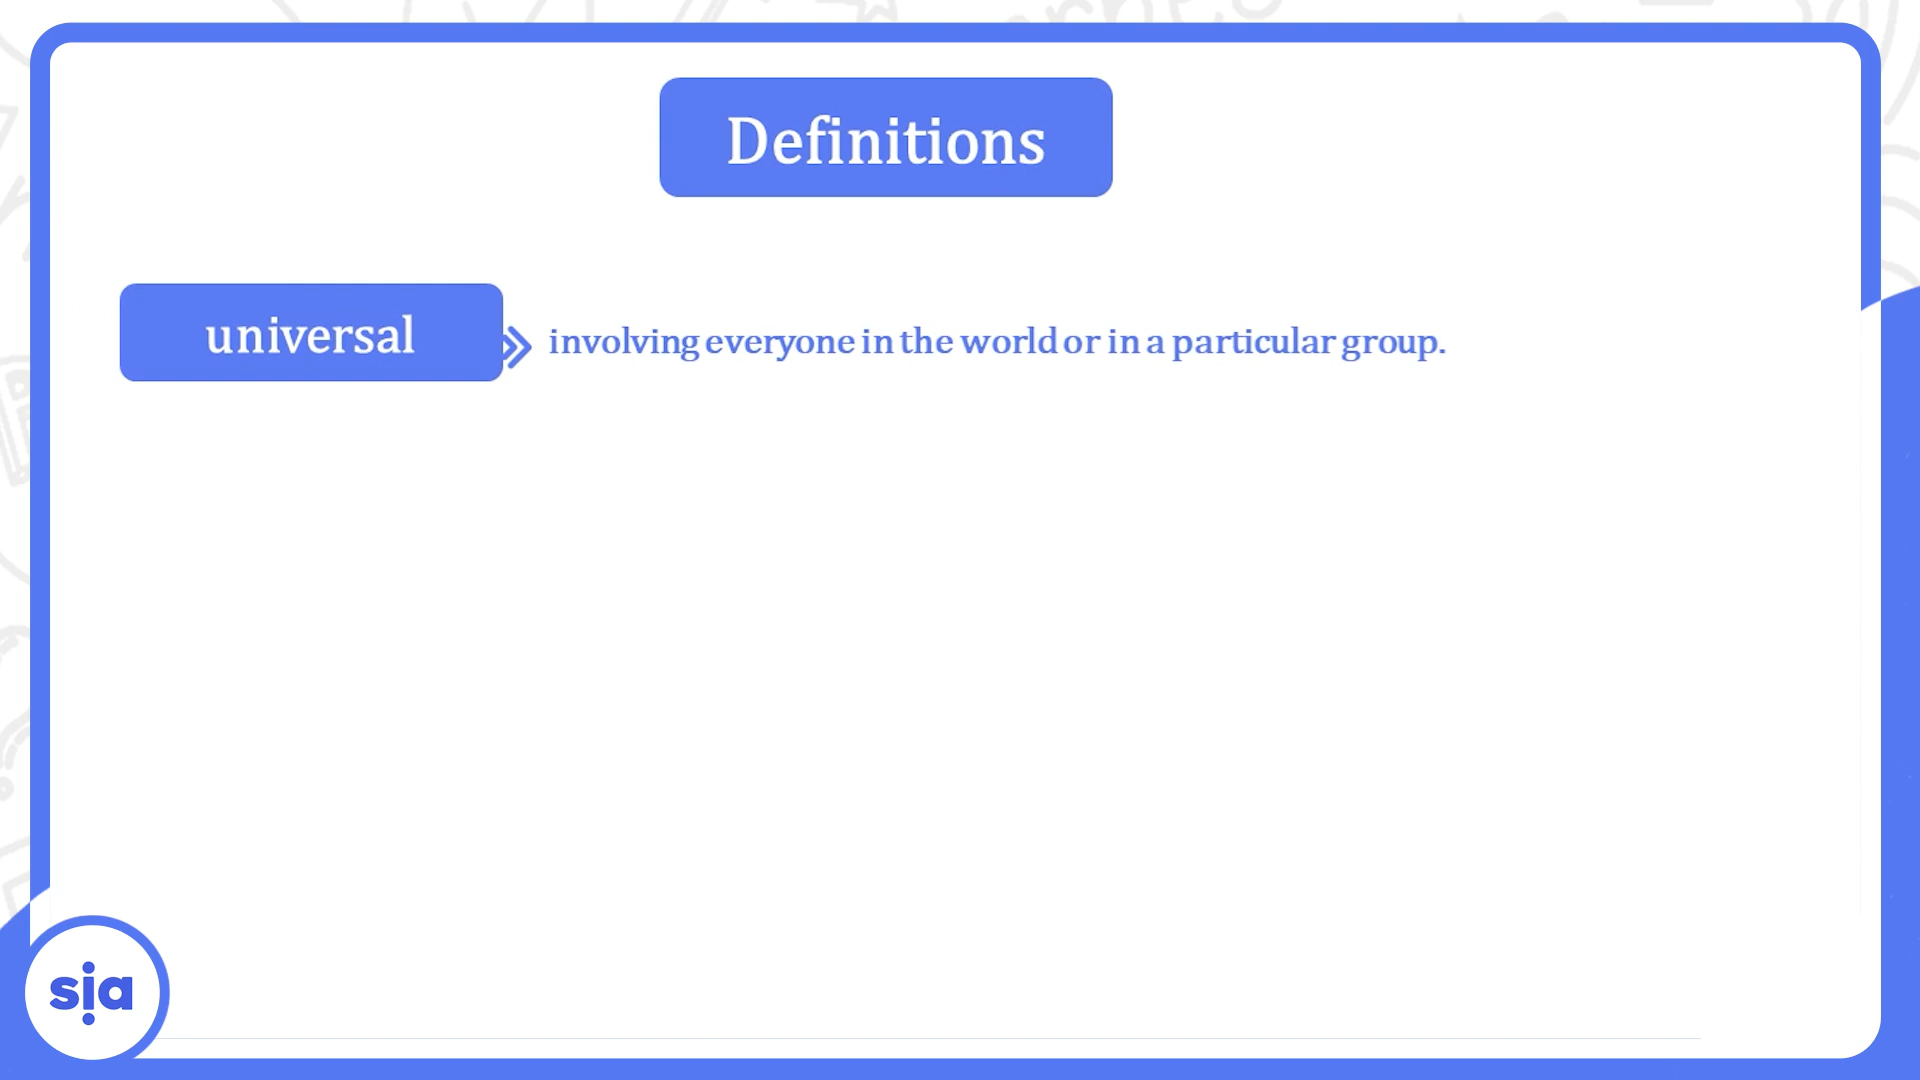 Definitions
universal
involving everyone in the world or in a particular group.
sia